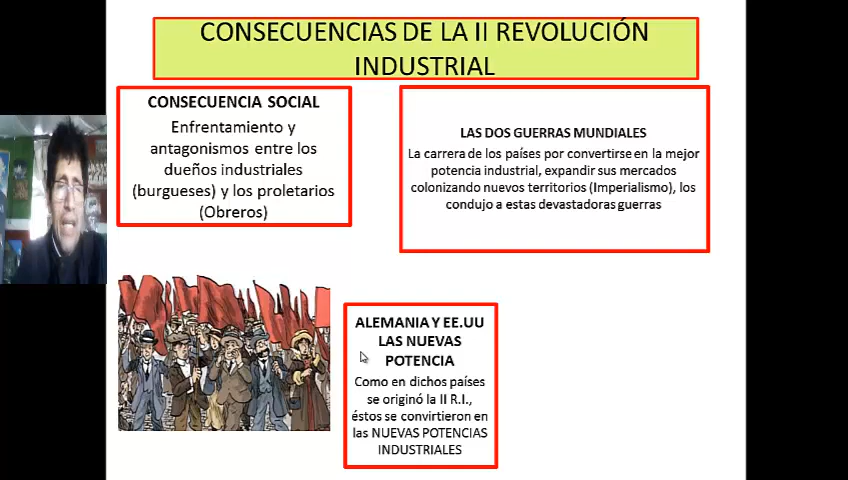 CONSECUENCIAS DE LA II REVOLUCIÓN
INDUSTRIAL
CONSECUENCIA SOCIAL
Enfrentamiento y
antagonismos entre los
dueños industriales
(burgueses) y los proletarios
(Obreros)
LAS DOS GUERRAS MUNDIALES
La carrera de los países por convertirse en la mejor
potencia industrial, expandir sus mercados
colonizando nuevos territorios (Imperialismo), los
condujo a estas devastadoras guerras
ALEMANIA Y EE.UU
LAS NUEVAS
POTENCIA
Como en dichos países
se originó la II R.I.,
éstos se convirtieron en
las NUEVAS POTENCIAS
INDUSTRIALES